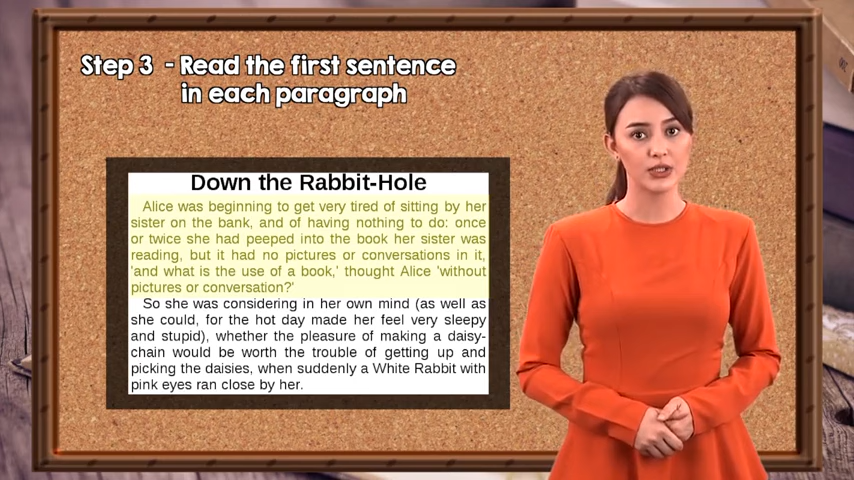 Step 3 - Read the first sentence
in each paragraph
Down the Rabbit-Hole
Alice was beginning to get very tired of sitting by her
sister on the bank, and of having nothing to do: once
or twice she had peeped into the book her sister was
reading, but it had no pictures or conversations in it,
'and what is the use of a book,' thought Alice 'without
pictures or conversation?'
So she was considering in her own mind (as well as
she could, for the hot day made her feel very sleepy
and stupid), whether the pleasure of making a daisy-
chain would be worth the trouble of getting up and
picking the daisies, when suddenly a White Rabbit with
pink eyes ran close by her.